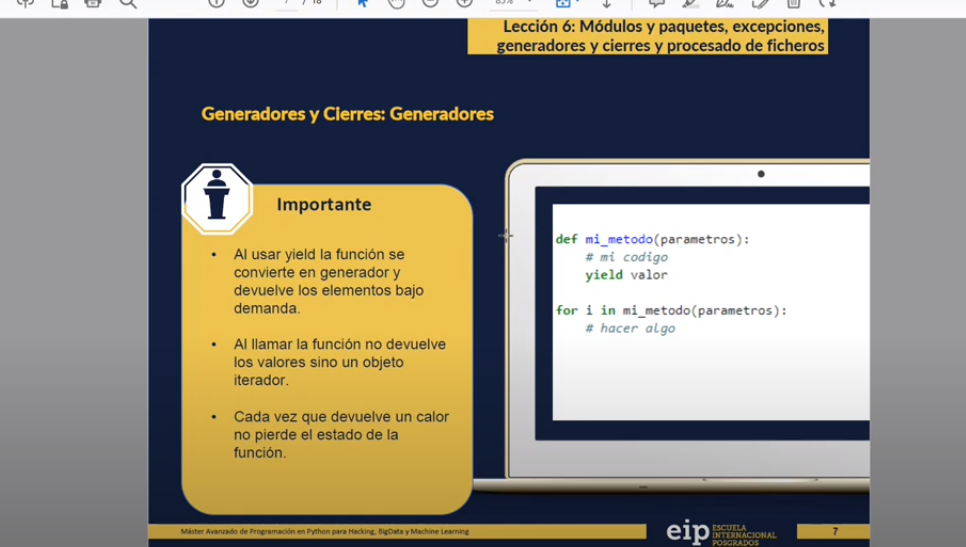 7 / 18
85%
Lección 6: Módulos y paquetes, excepciones,
generadores y cierres y procesado de ficheros
Generadores y Cierres: Generadores
Importante
• Al usar yield la función se
convierte en generador y
devuelve los elementos bajo
demanda.
• Al llamar la función no devuelve
los valores sino un objeto
iterador.
• Cada vez que devuelve un calor
no pierde el estado de la
función.
def mi_metodo(parametros):
# mi codigo
yield valor
for i in mi_metodo(parametros):
# hacer algo
Máster Avanzado de Programación en Python para Hacking, BigData y Machine Learning
eip ESCUELA
INTERNACIONAL
POSGRADOS
7